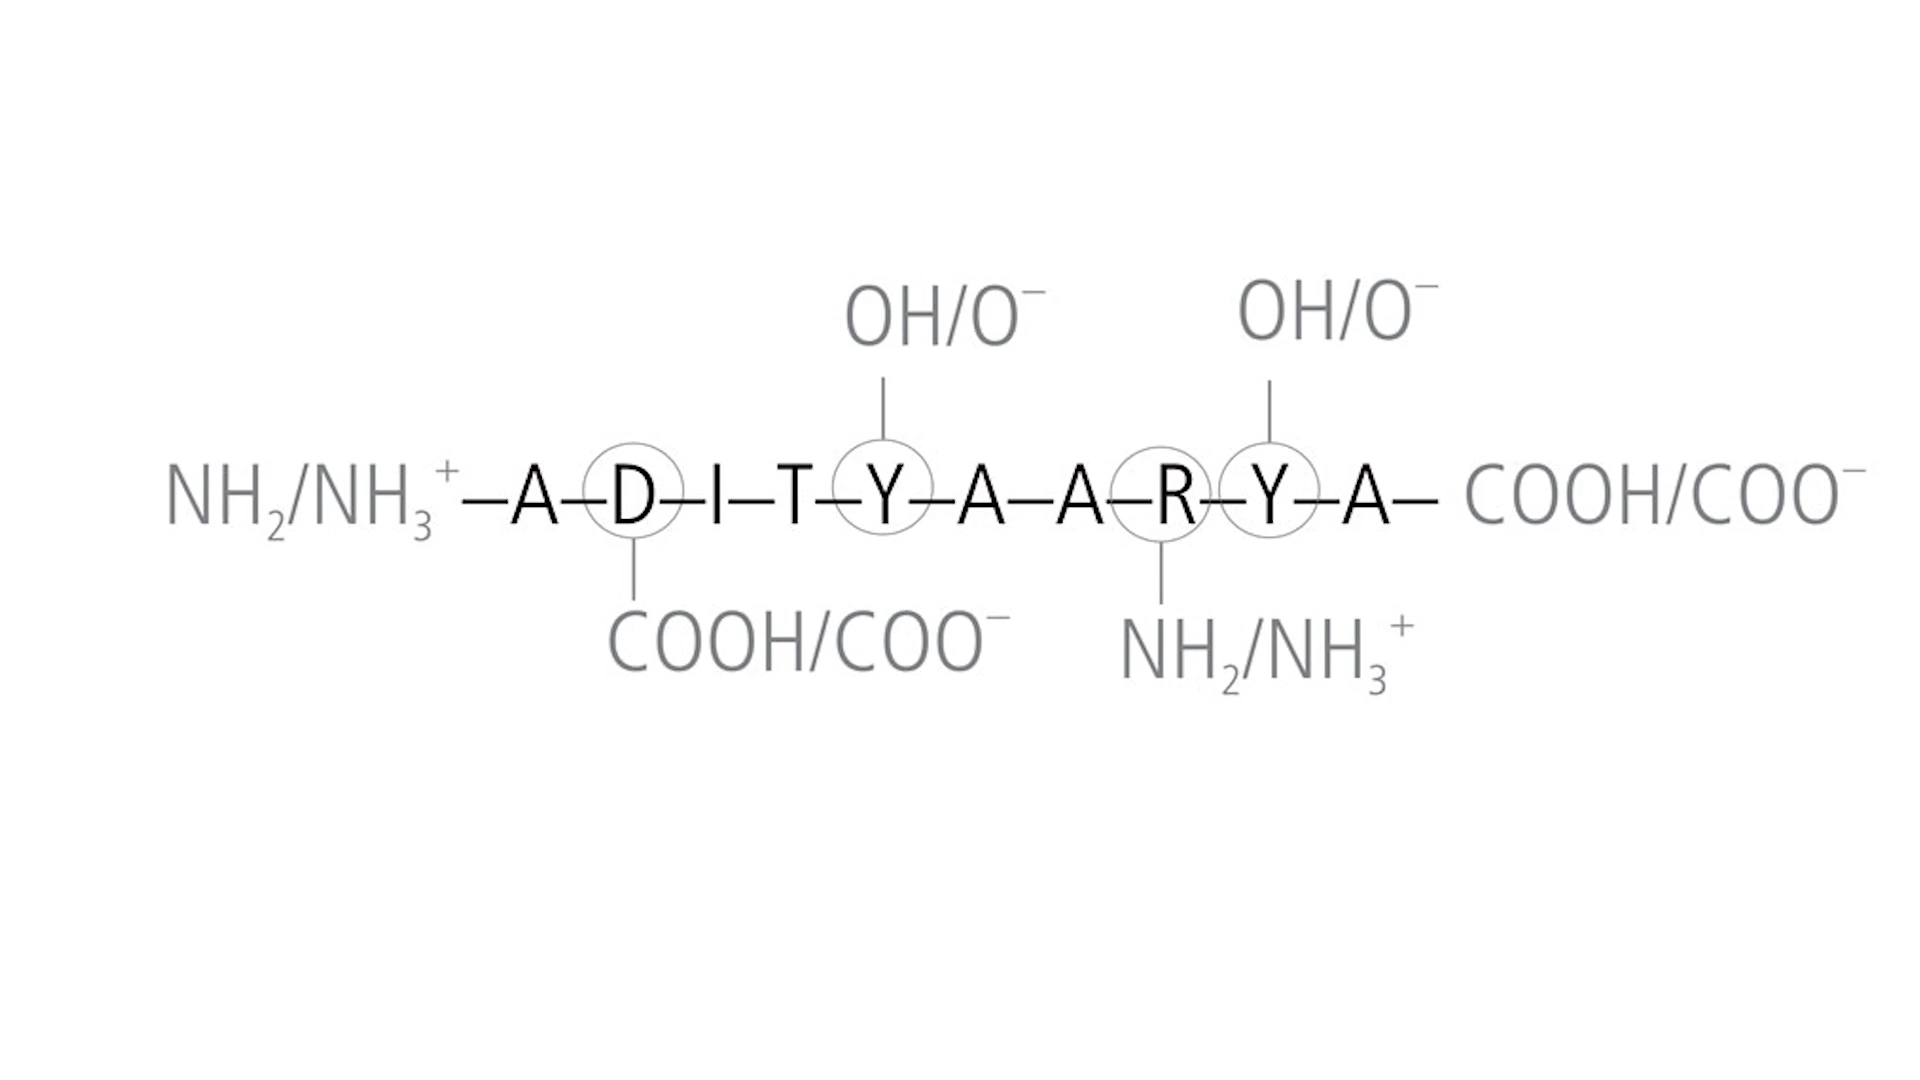 OH/O⁻ OH/O⁻
NH₂/NH₃⁺–A–D–I–T–Y–A–A–R–Y–A– COOH/COO⁻
COOH/COO⁻ NH₂/NH₃⁺